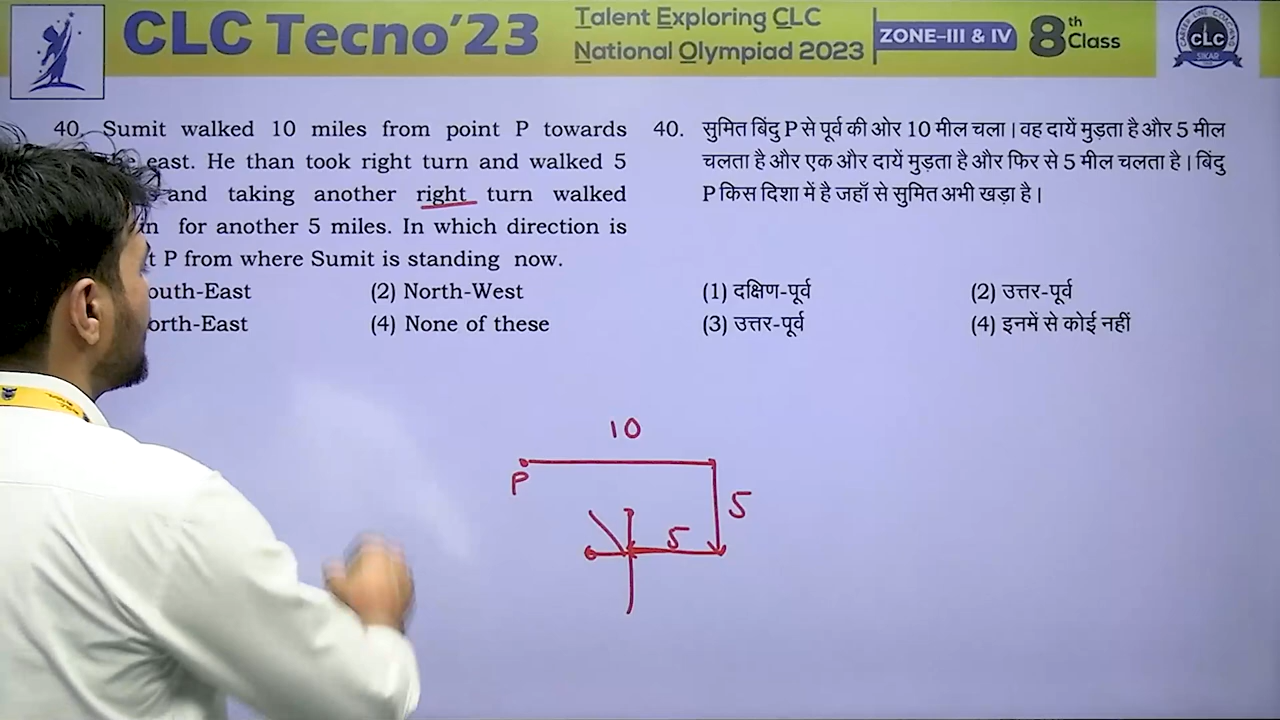 CLC Tecno'23
Talent Exploring CLC
National Olympiad 2023
ZONE-III & IV
8th Class
CLC
SIKAR
40. Sumit walked 10 miles from point P towards
east. He than took right turn and walked 5
and taking another right turn walked
for another 5 miles. In which direction is
P from where Sumit is standing now.
(2) North-West
(4) None of these
40. सुमित बिंदु P से पूर्व की ओर 10 मील चला। वह दायें मुड़ता है और 5 मील
चलता है और एक और दायें मुड़ता है और फिर से 5 मील चलता है। बिंदु
P किस दिशा में है जहाँ से सुमित अभी खड़ा है।
(1) दक्षिण-पूर्व (2) उत्तर-पूर्व
(3) उत्तर-पूर्व (4) इनमें से कोई नहीं
10
P
5
5